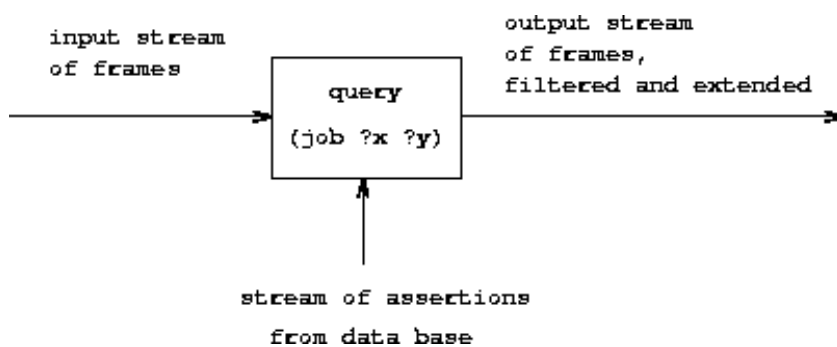 input stream
of frames
output stream
of frames,
filtered and extended
query
(job ?x ?y)
stream of assertions
from data base